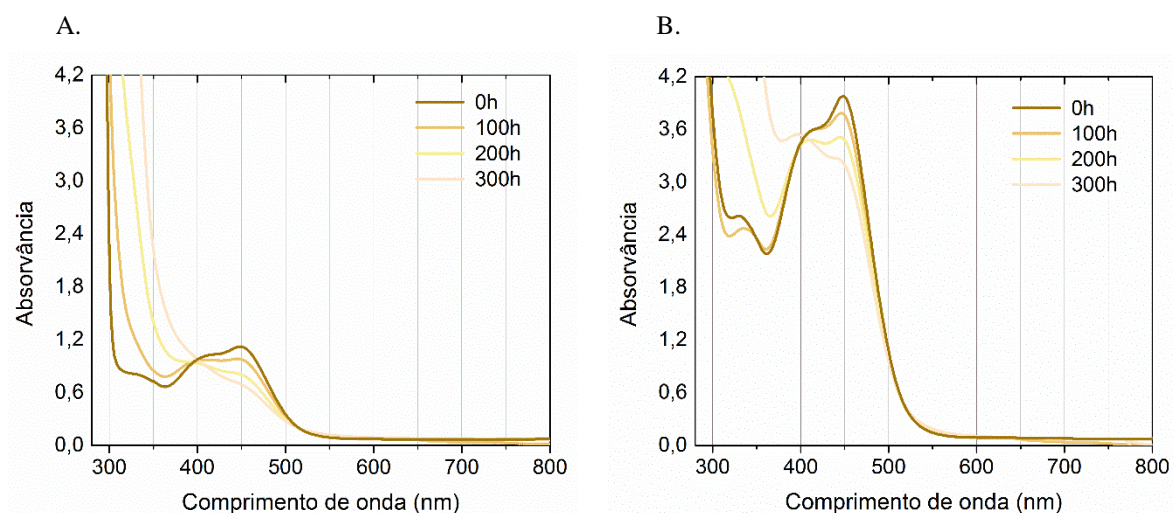 A.
4,2
3,6
3,0
2,4
1,8
1,2
0,6
0,0
Absorvância
0h
100h
200h
300h
300 400 500 600 700 800
Comprimento de onda (nm)
B.
4,2
3,6
3,0
2,4
1,8
1,2
0,6
0,0
Absorvância
0h
100h
200h
300h
300 400 500 600 700 800
Comprimento de onda (nm)